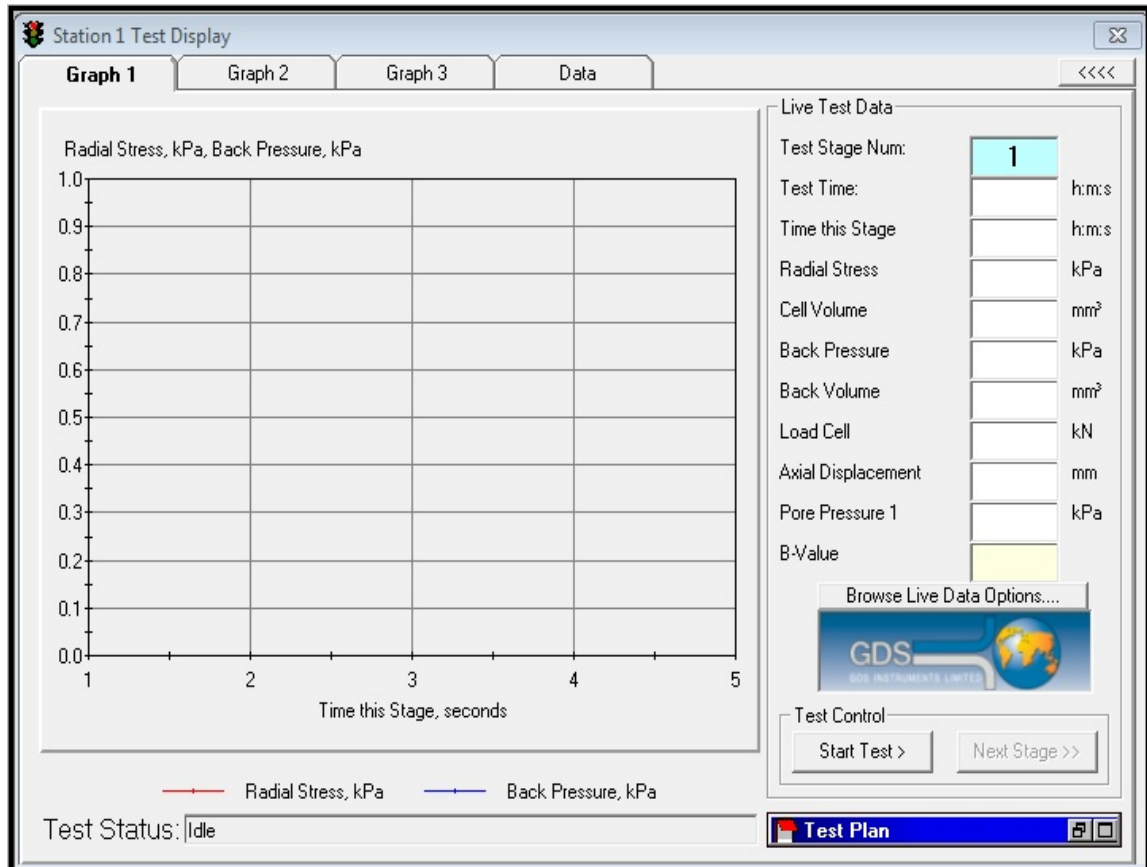 Station 1 Test Display
Graph 1 Graph 2 Graph 3 Data <<<<
Radial Stress, kPa, Back Pressure, kPa
1.0
0.9
0.8
0.7
0.6
0.5
0.4
0.3
0.2
0.1
0.0
1 2 3 4 5
Time this Stage, seconds
Radial Stress, kPa Back Pressure, kPa
Test Status: Idle
Live Test Data
Test Stage Num: 1
Test Time: h:m:s
Time this Stage h:m:s
Radial Stress kPa
Cell Volume mm³
Back Pressure kPa
Back Volume mm³
Load Cell kN
Axial Displacement mm
Pore Pressure 1 kPa
B-Value
Browse Live Data Options....
GDS
GDS INSTRUMENTS LIMITED
Test Control
Start Test > Next Stage >>
Test Plan